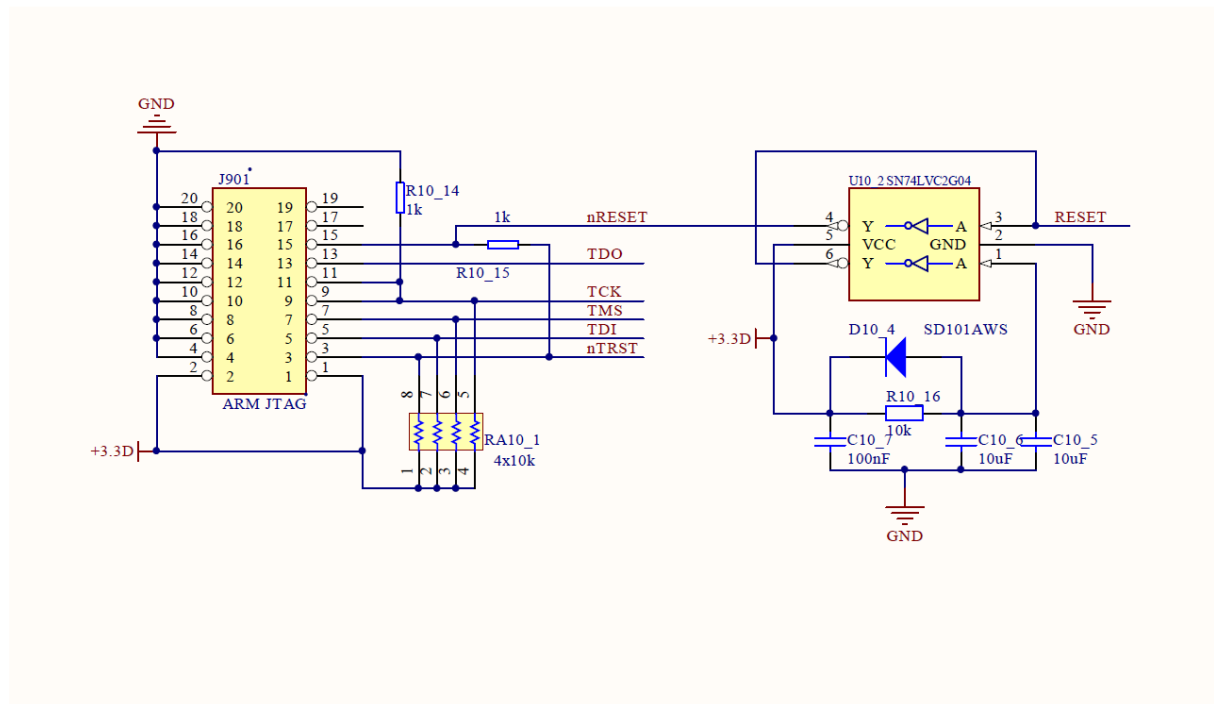 GND
J901
20 20 19 19
18 18 17 17
16 16 15 15
14 14 13 13
12 12 11 11
10 10 9 9
8 8 7 7
6 6 5 5
4 4 3 3
2 2 1 1
ARM JTAG
+3.3D
R10_14
1k
1k
R10_15
nRESET
TDO
TCK
TMS
TDI
nTRST
8 7 6 5
RA10_1
4x10k
1 2 3 4
U10_2 SN74LVC2G04
4 Y A 3
5 VCC GND 2
6 Y A 1
RESET
GND
+3.3D
D10_4 SD101AWS
R10_16
10k
C10_7
100nF
C10_6
10uF
C10_5
10uF
GND